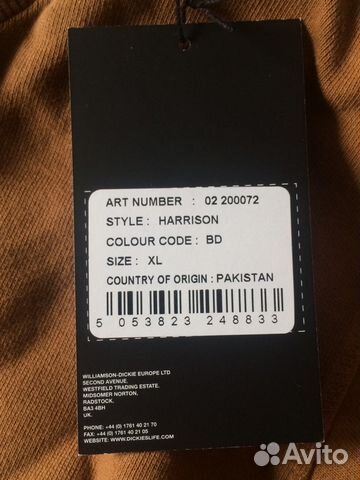 ART NUMBER : 02 200072
STYLE : HARRISON
COLOUR CODE : BD
SIZE : XL
COUNTRY OF ORIGIN : PAKISTAN
5 053823 248833
WILLIAMSON-DICKIE EUROPE LTD
SECOND AVENUE,
WESTFIELD TRADING ESTATE,
MIDSOMER NORTON,
RADSTOCK,
BA3 4BH
UK.
PHONE: +44 (0) 1761 40 21 70
FAX: +44 (0) 1761 40 21 05
WEBSITE: WWW.DICKIESLIFE.COM
Avito